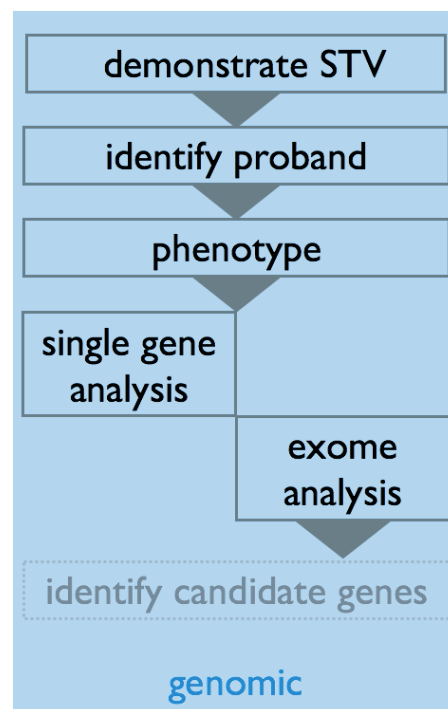 demonstrate STV
identify proband
phenotype
single gene
analysis
exome
analysis
identify candidate genes
genomic